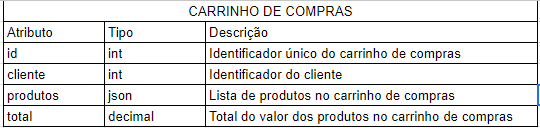 CARRINHO DE COMPRAS
Atributo Tipo Descrição
id int Identificador único do carrinho de compras
cliente int Identificador do cliente
produtos json Lista de produtos no carrinho de compras
total decimal Total do valor dos produtos no carrinho de compras